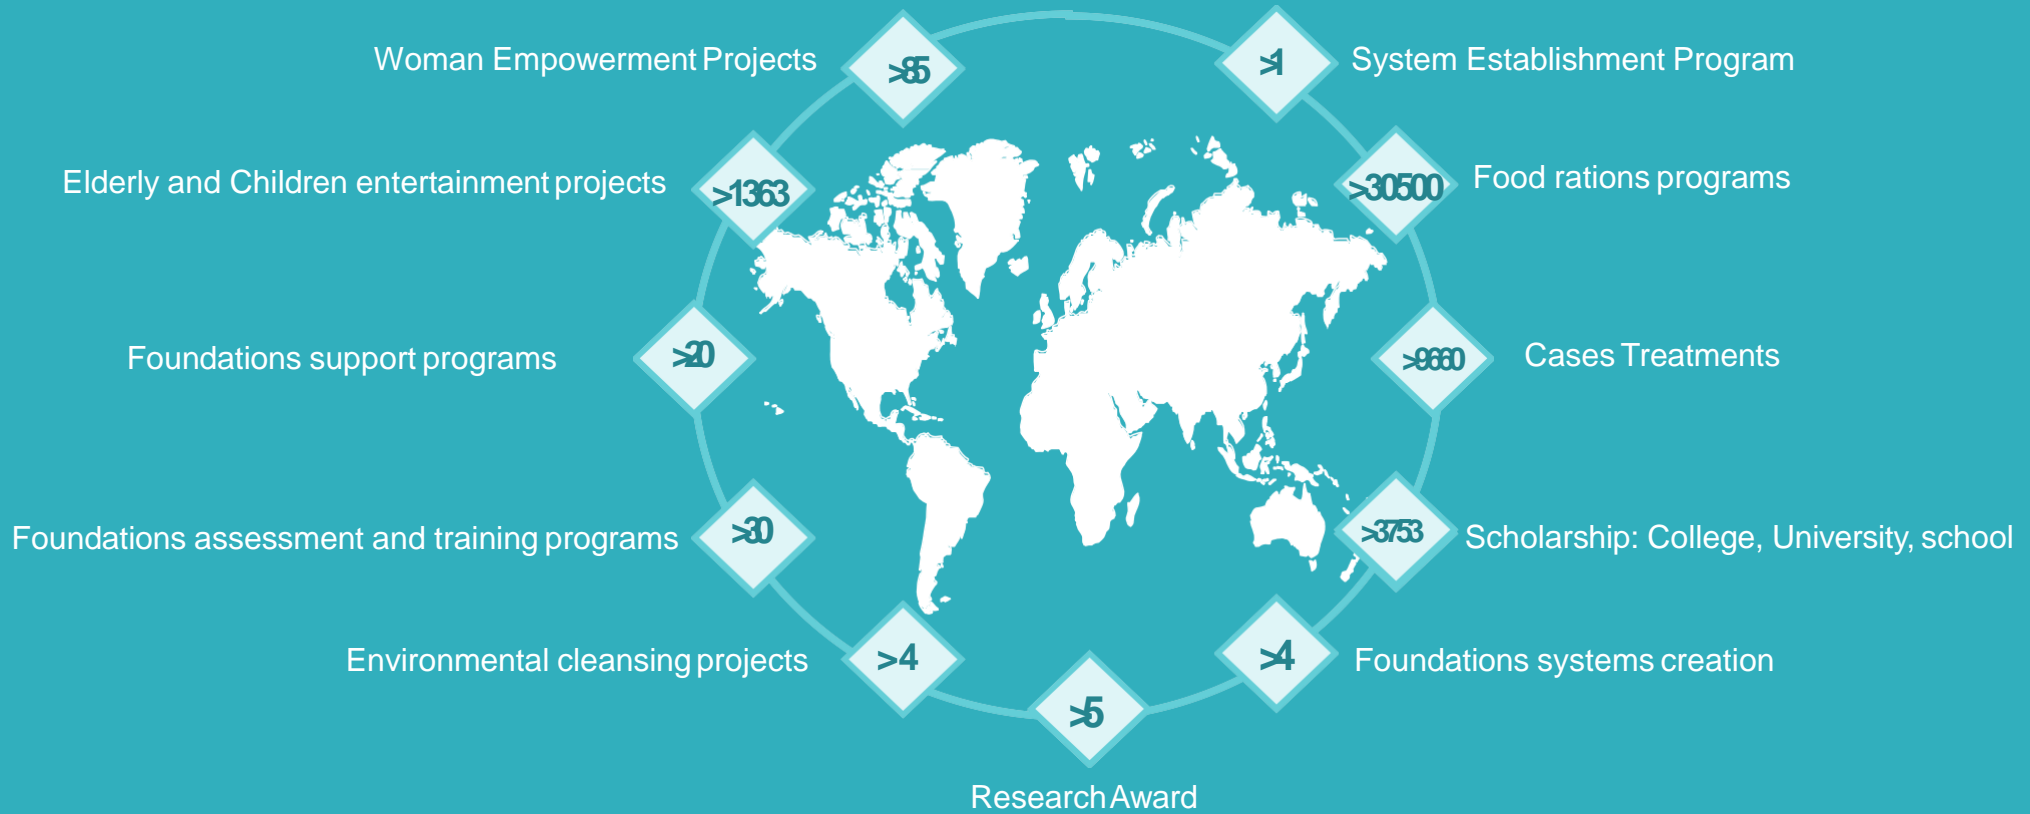 Woman Empowerment Projects
>85
>1
System Establishment Program
Elderly and Children entertainment projects
>1363
>30500
Food rations programs
Foundations support programs
>20
>9660
Cases Treatments
Foundations assessment and training programs
>30
>3753
Scholarship: College, University, school
Environmental cleansing projects
>4
>4
Foundations systems creation
>5
Research Award